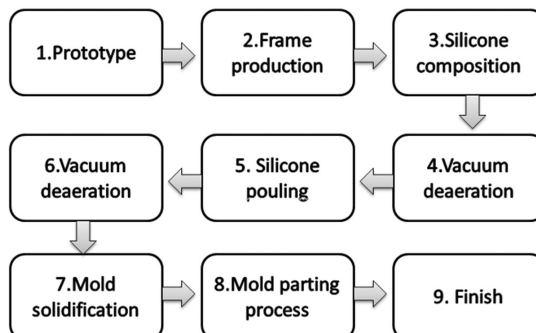 1.Prototype
2.Frame
production
3.Silicone
composition
4.Vacuum
deaeration
5. Silicone
pouling
6.Vacuum
deaeration
7.Mold
solidification
8.Mold parting
process
9. Finish